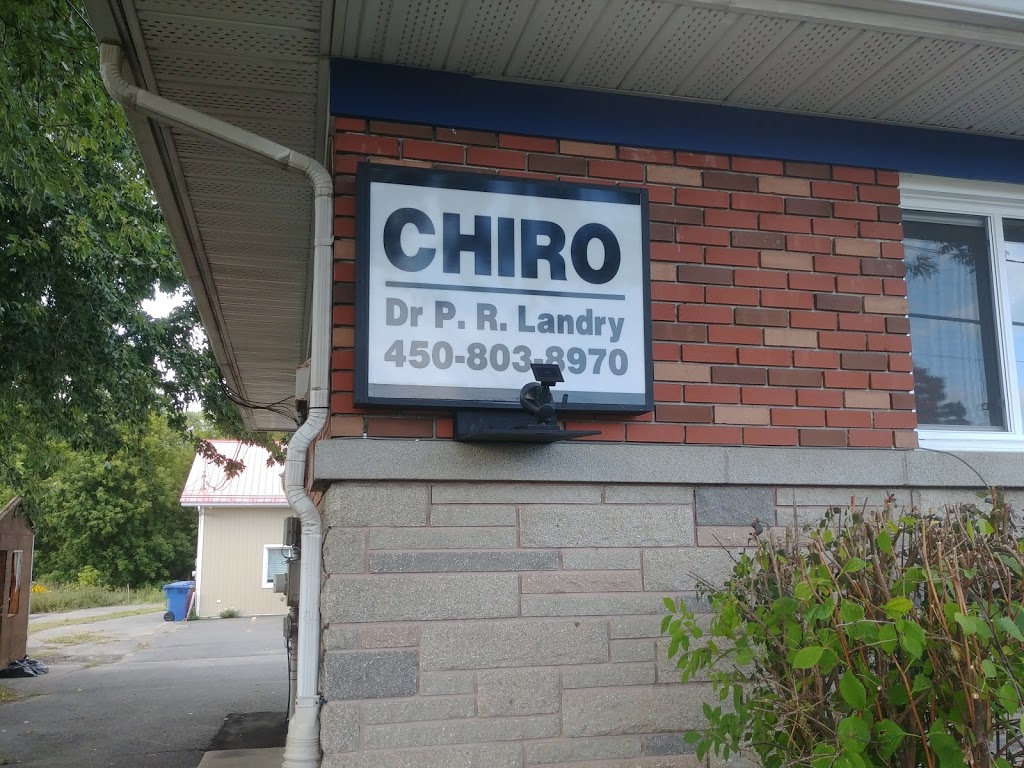 CHIRO
Dr P. R. Landry
450-803-8970